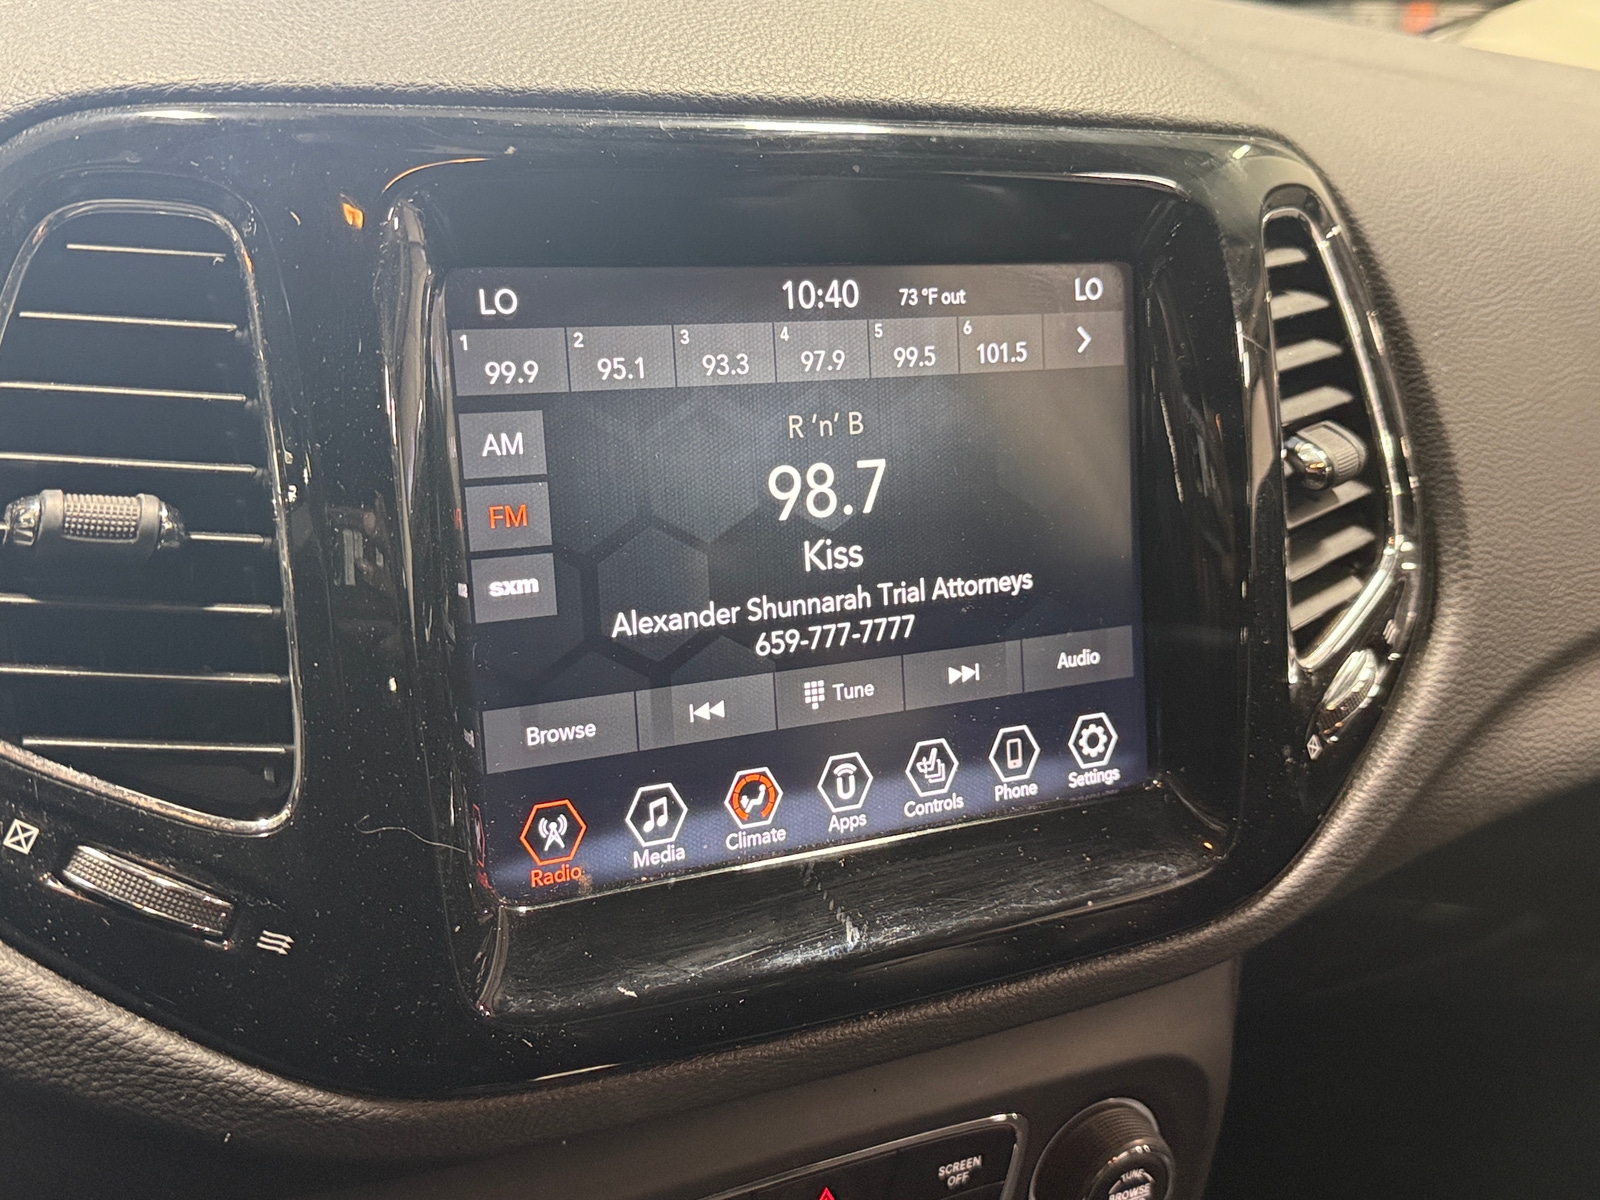 LO 10:40 73 °F out LO
1 99.9 2 95.1 3 93.3 4 97.9 5 99.5 6 101.5
AM
FM
sxm
R 'n' B
98.7
Kiss
Alexander Shunnarah Trial Attorneys
659-777-7777
Browse Tune Audio
Radio Media Climate Apps Controls Phone Settings
SCREEN
OFF
TUNE
BROWSE